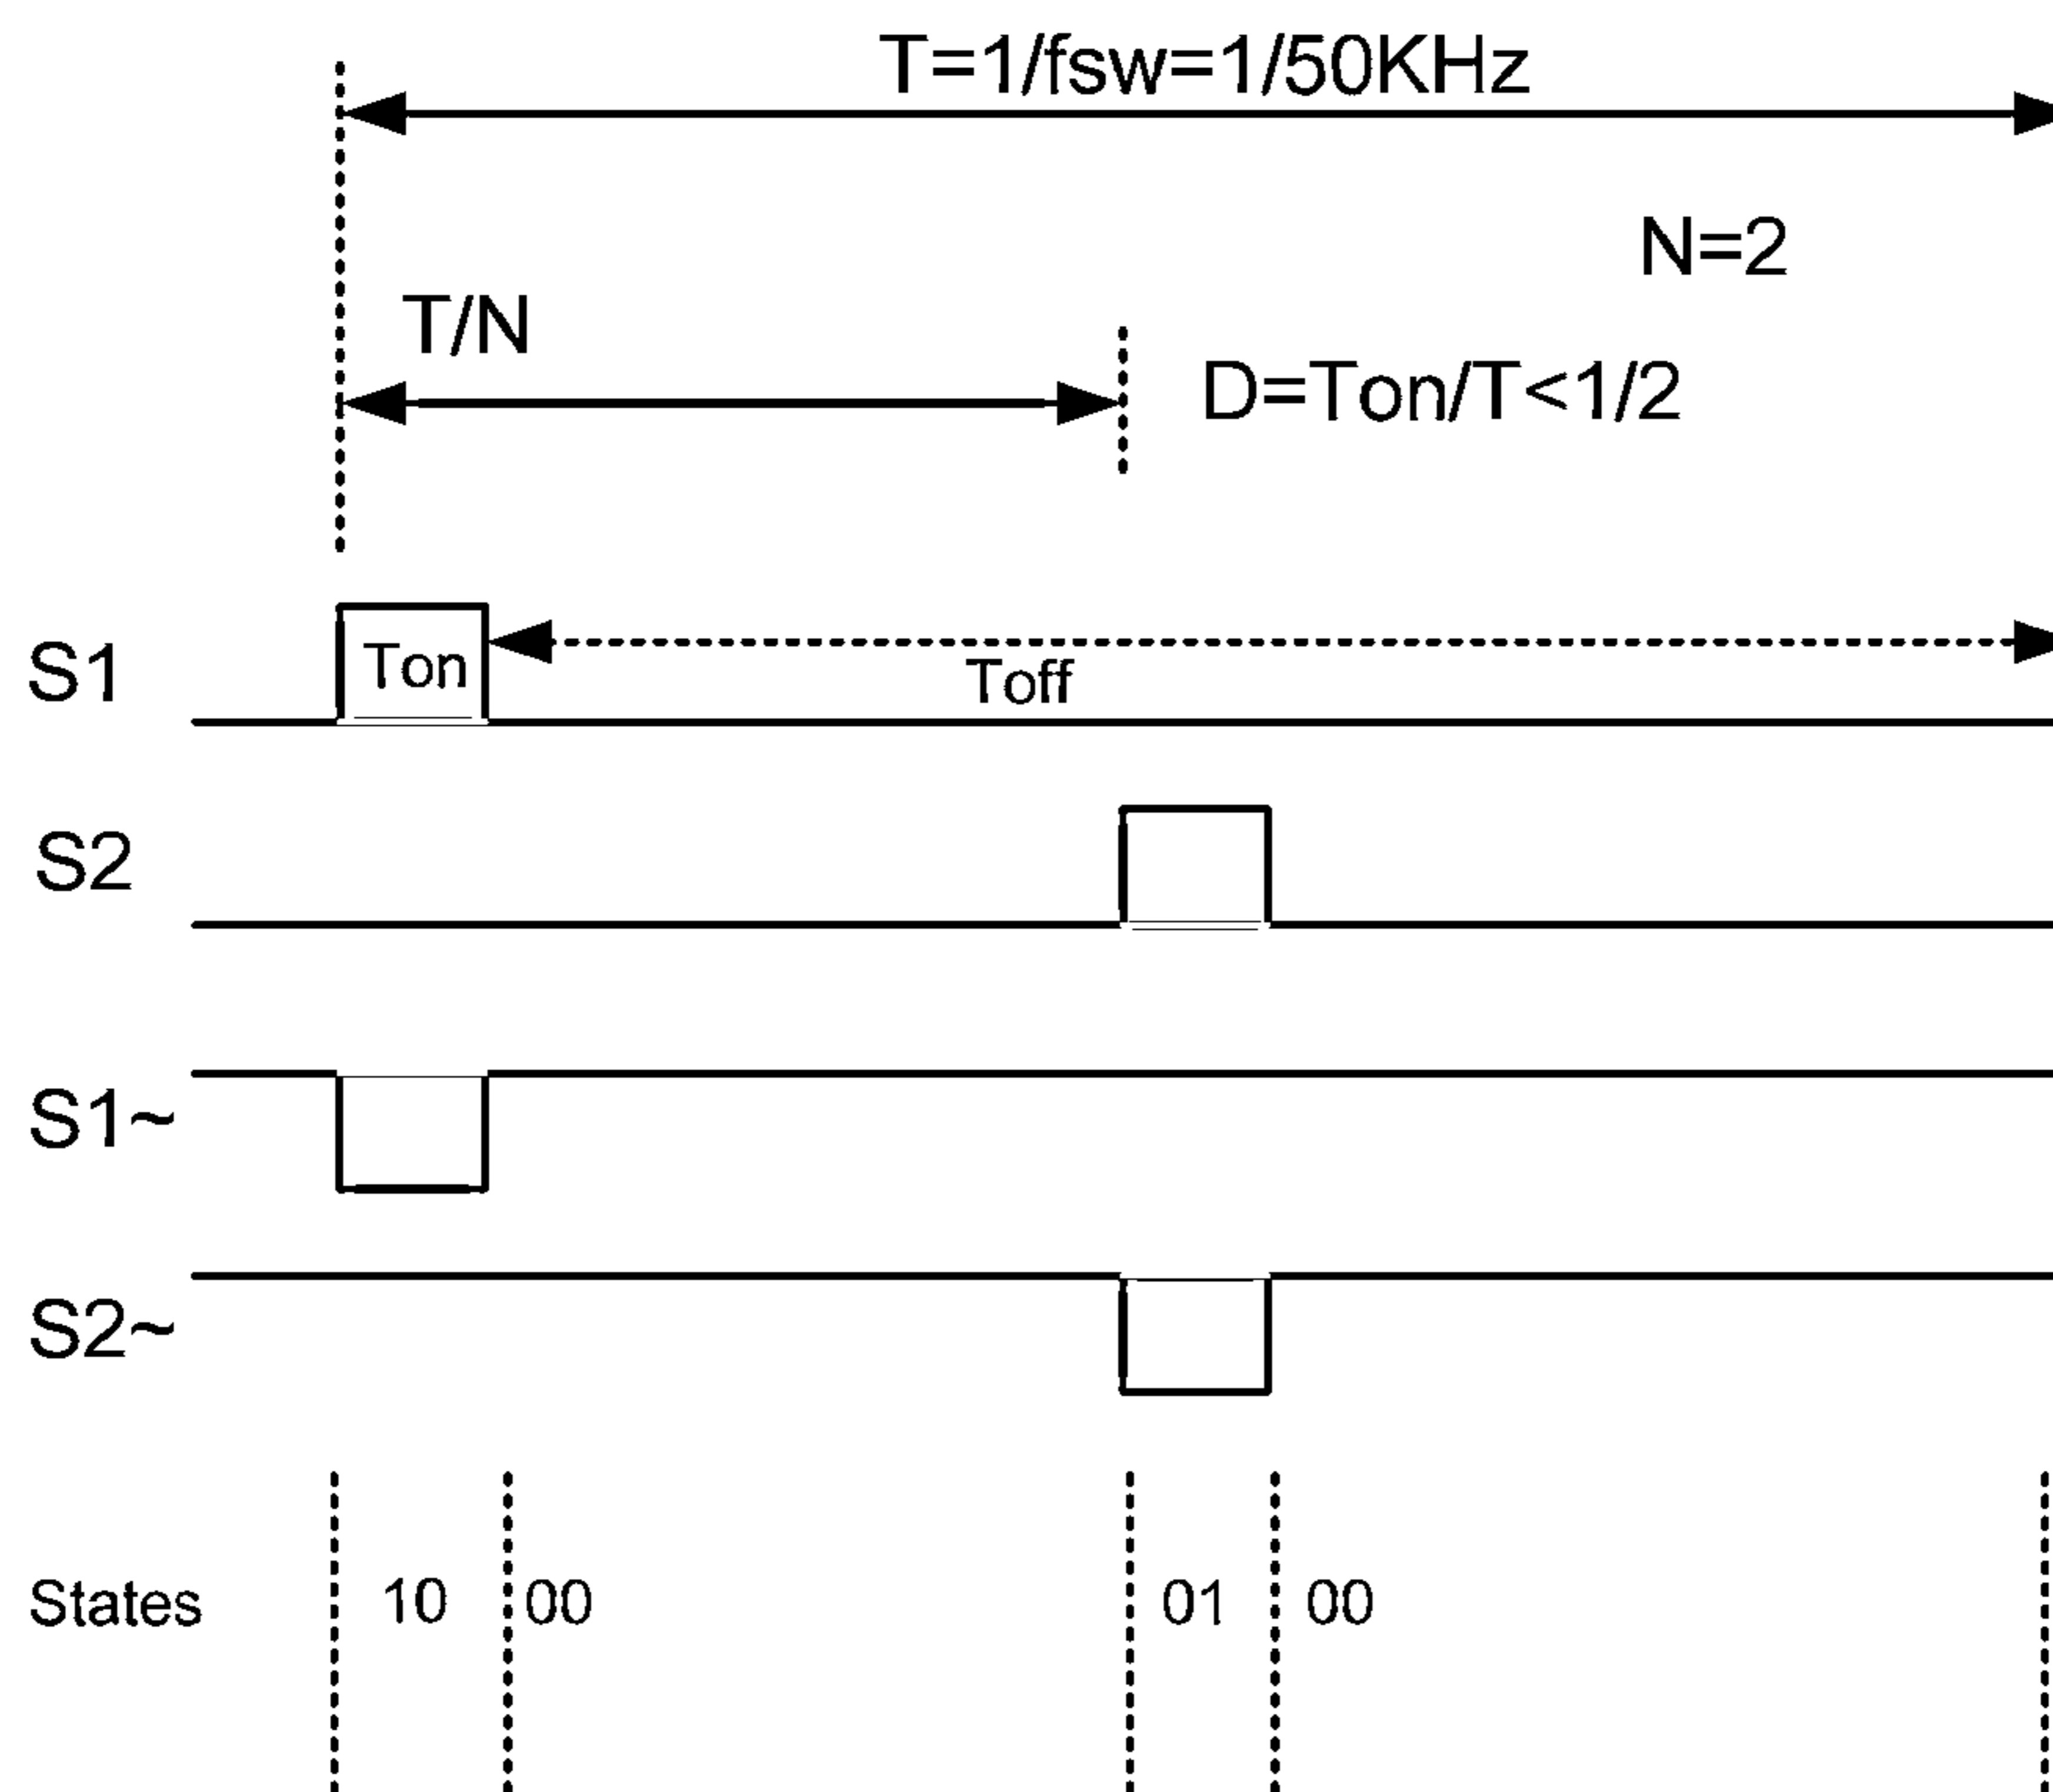 T=1/fsw=1/50KHz
N=2
T/N
D=Ton/T<1/2
S1
Ton
Toff
S2
S1~
S2~
States 10 00 01 00